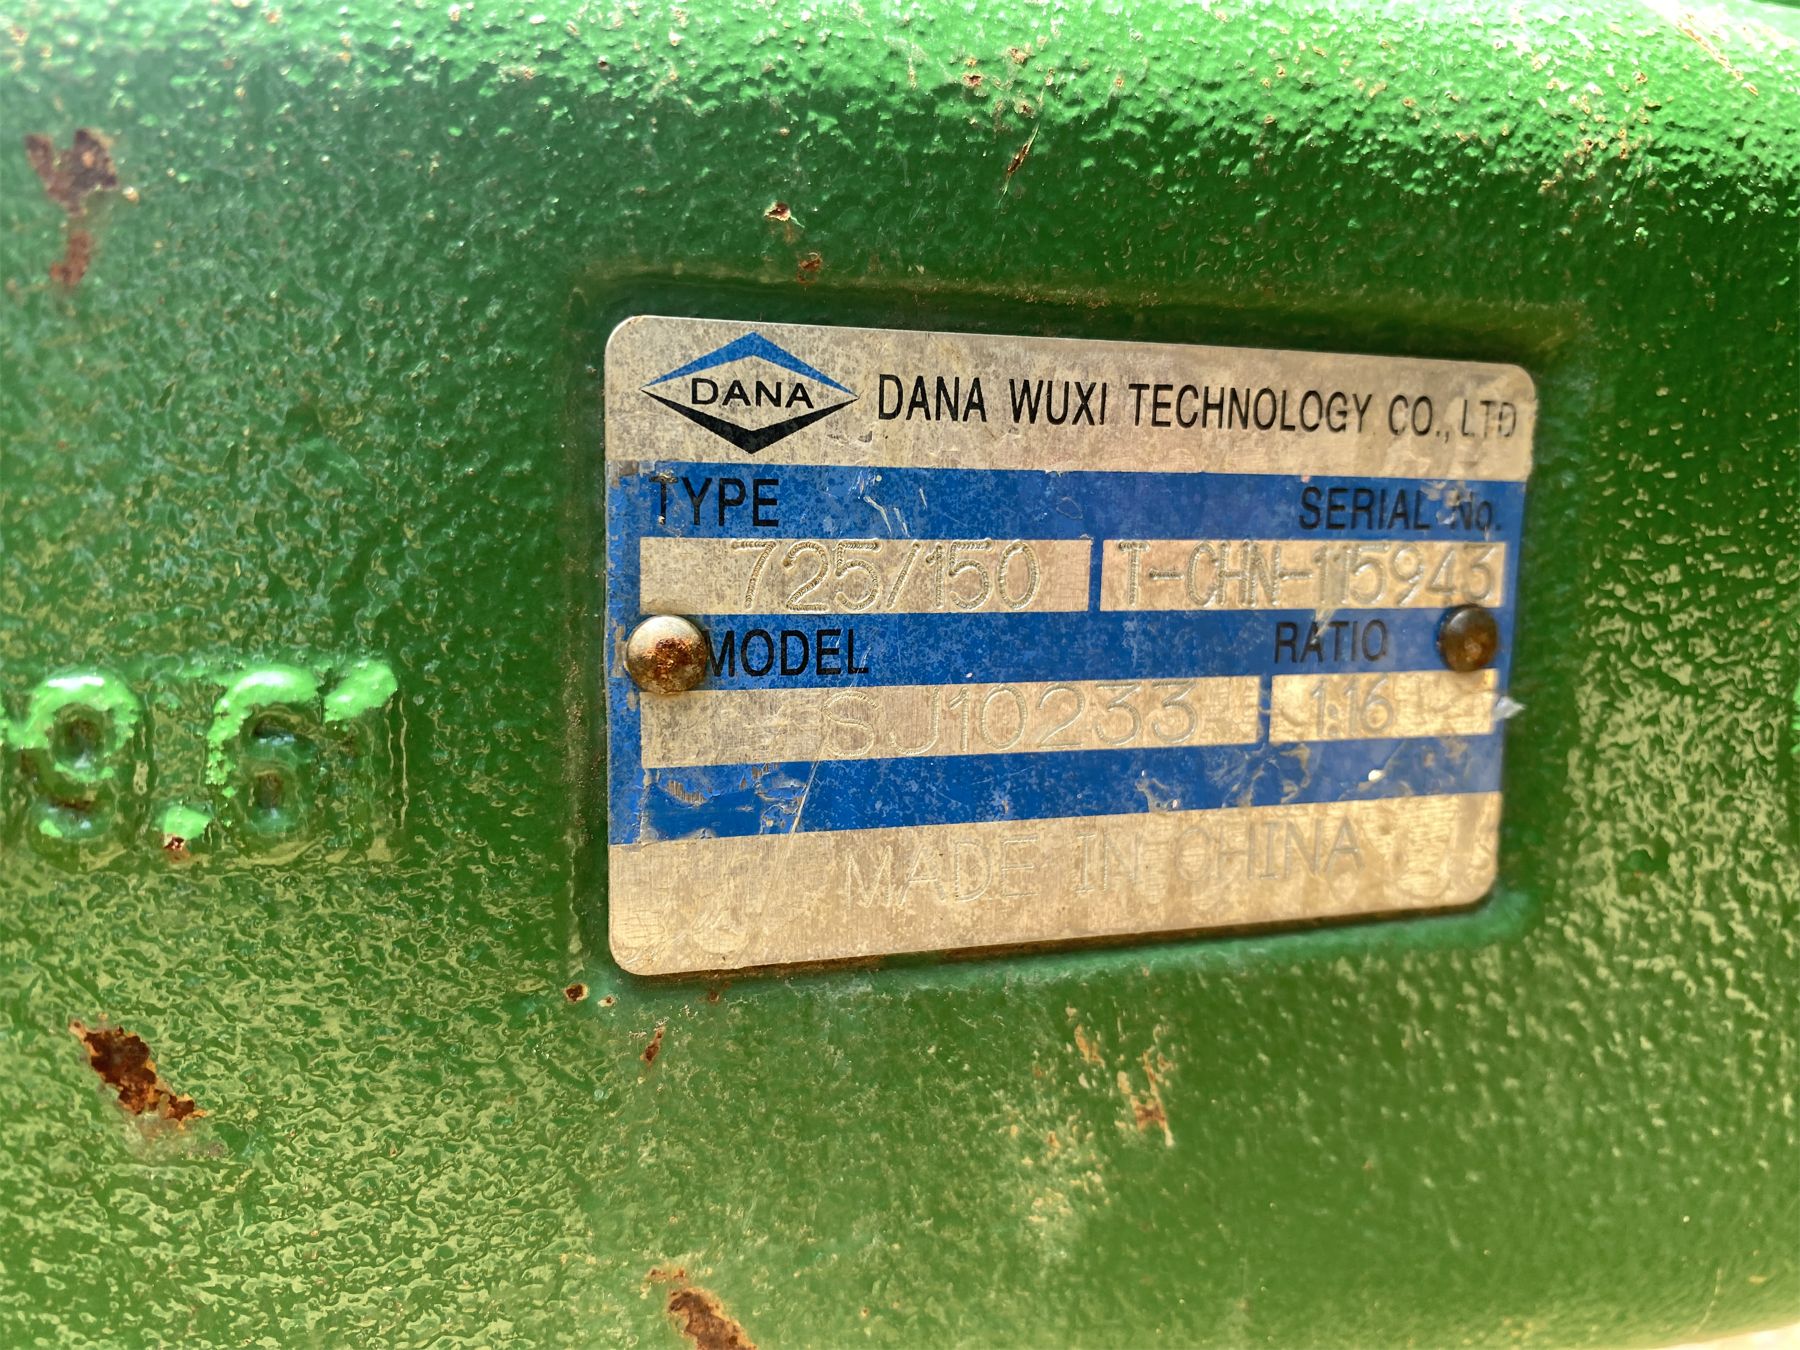 DANA DANA WUXI TECHNOLOGY CO., LTD
TYPE SERIAL No.
725/150 T-CHN-115943
MODEL RATIO
SJ10233 1:16
MADE IN CHINA